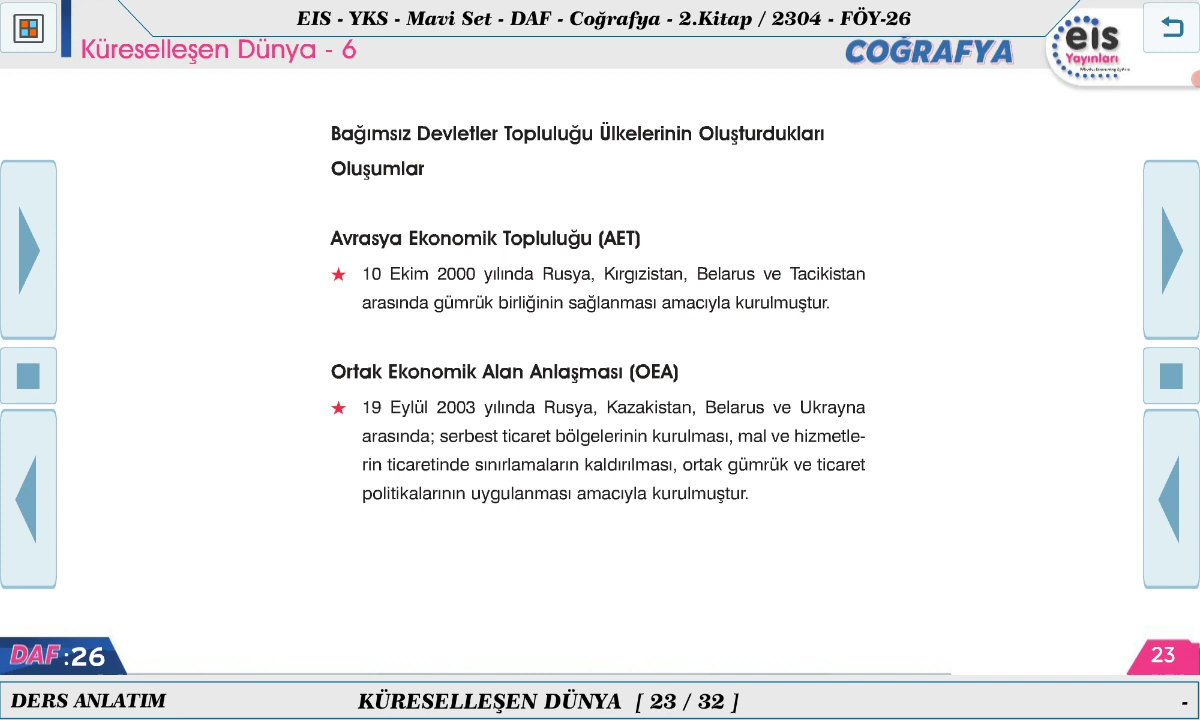 EIS - YKS - Mavi Set - DAF - Coğrafya - 2.Kitap / 2304 - FÖY-26
Küreselleşen Dünya - 6
COĞRAFYA
eis
Yayınları
Bağımsız Devletler Topluluğu Ülkelerinin Oluşturdukları
Oluşumlar
Avrasya Ekonomik Topluluğu (AET)
★ 10 Ekim 2000 yılında Rusya, Kırgızistan, Belarus ve Tacikistan
arasında gümrük birliğinin sağlanması amacıyla kurulmuştur.
Ortak Ekonomik Alan Anlaşması (OEA)
★ 19 Eylül 2003 yılında Rusya, Kazakistan, Belarus ve Ukrayna
arasında; serbest ticaret bölgelerinin kurulması, mal ve hizmetle-
rin ticaretinde sınırlamaların kaldırılması, ortak gümrük ve ticaret
politikalarının uygulanması amacıyla kurulmuştur.
DAF :26
23
DERS ANLATIM
KÜRESELLEŞEN DÜNYA [ 23 / 32 ]
-